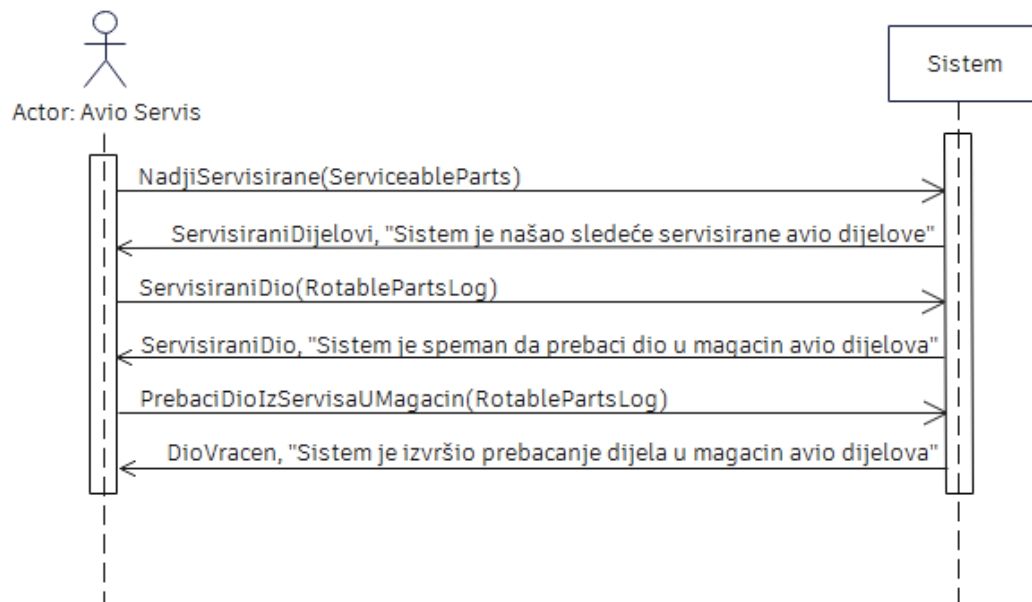 Sistem
Actor: Avio Servis
NadjiServisirane(ServiceableParts)
ServisiraniDijelovi, "Sistem je našao sledeće servisirane avio dijelove"
ServisiraniDio(RotablePartsLog)
ServisiraniDio, "Sistem je speman da prebaci dio u magacin avio dijelova"
PrebaciDioIzServisaUMagacin(RotablePartsLog)
DioVracen, "Sistem je izvršio prebacanje dijela u magacin avio dijelova"